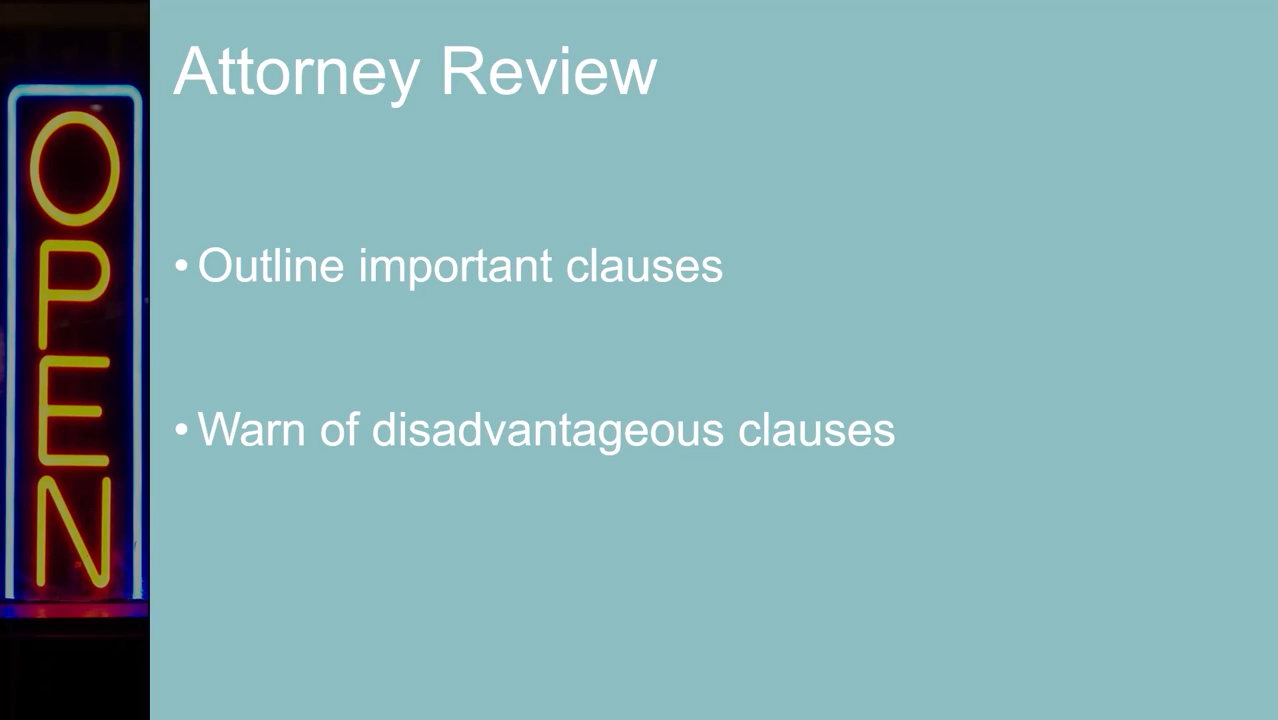 OPEN
Attorney Review
• Outline important clauses
• Warn of disadvantageous clauses